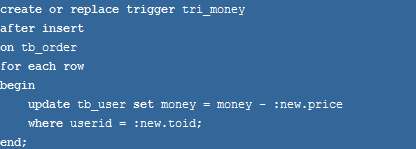 create or replace trigger tri_money
after insert
on tb_order
for each row
begin
    update tb_user set money = money - :new.price
    where userid = :new.toid;
end;